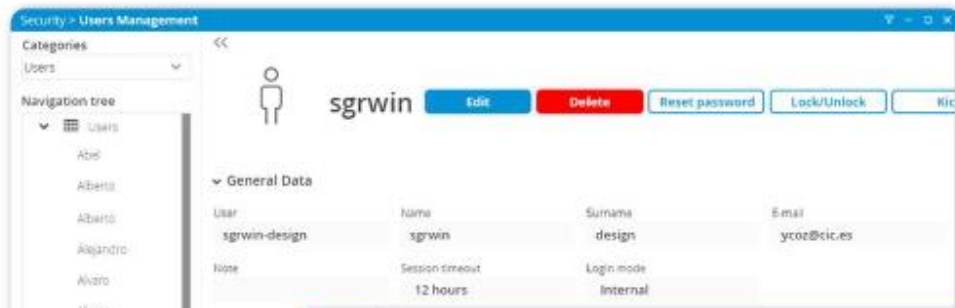 Security > Users Management
Categories
Users
Navigation tree
Users
Abel
Alberto
Alberto
Alejandro
Alvaro
sgrwin
Edit
Delete
Reset password
Lock/Unlock
General Data
User
Name
Surname
E-mail
sgrwin-design
sgrwin
design
ycoz@cic.es
Note
Session timeout
Login mode
12 hours
Internal